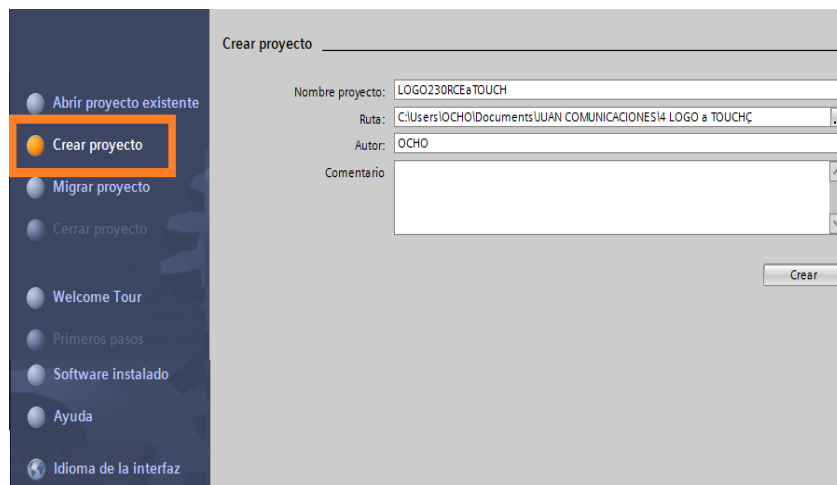 Abrir proyecto existente
Crear proyecto
Migrar proyecto
Cerrar proyecto
Welcome Tour
Primeros pasos
Software instalado
Ayuda
Idioma de la interfaz
Crear proyecto
Nombre proyecto: LOGO230RCEaTOUCH
Ruta: C:\Users\OCHO\Documents\JUAN COMUNICACIONES\4 LOGO a TOUCHÇ
Autor: OCHO
Comentario
Crear